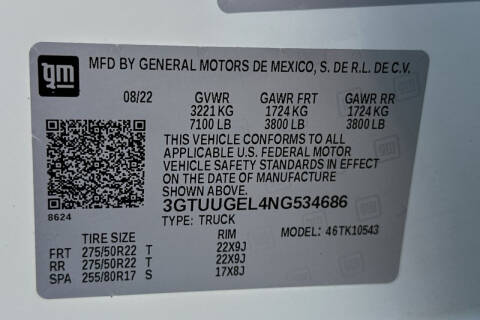 gm
MFD BY GENERAL MOTORS DE MEXICO, S. DE R.L. DE C.V.
08/22 GVWR GAWR FRT GAWR RR
3221 KG 1724 KG 1724 KG
7100 LB 3800 LB 3800 LB
THIS VEHICLE CONFORMS TO ALL
APPLICABLE U.S. FEDERAL MOTOR
VEHICLE SAFETY STANDARDS IN EFFECT
ON THE DATE OF MANUFACTURE
SHOWN ABOVE.
8624 3GTUUGEL4NG534686
TYPE: TRUCK MODEL: 46TK10543
TIRE SIZE RIM
FRT 275/50R22 T 22X9J
RR 275/50R22 T 22X9J
SPA 255/80R17 S 17X8J